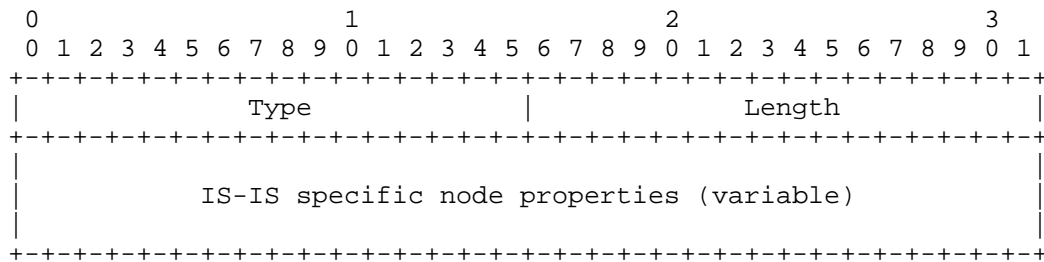 0                   1                   2                   3
 0 1 2 3 4 5 6 7 8 9 0 1 2 3 4 5 6 7 8 9 0 1 2 3 4 5 6 7 8 9 0 1
+-+-+-+-+-+-+-+-+-+-+-+-+-+-+-+-+-+-+-+-+-+-+-+-+-+-+-+-+-+-+-+-+
|              Type             |             Length            |
+-+-+-+-+-+-+-+-+-+-+-+-+-+-+-+-+-+-+-+-+-+-+-+-+-+-+-+-+-+-+-+-+
|                                                               |
|           IS-IS specific node properties (variable)           |
|                                                               |
+-+-+-+-+-+-+-+-+-+-+-+-+-+-+-+-+-+-+-+-+-+-+-+-+-+-+-+-+-+-+-+-+